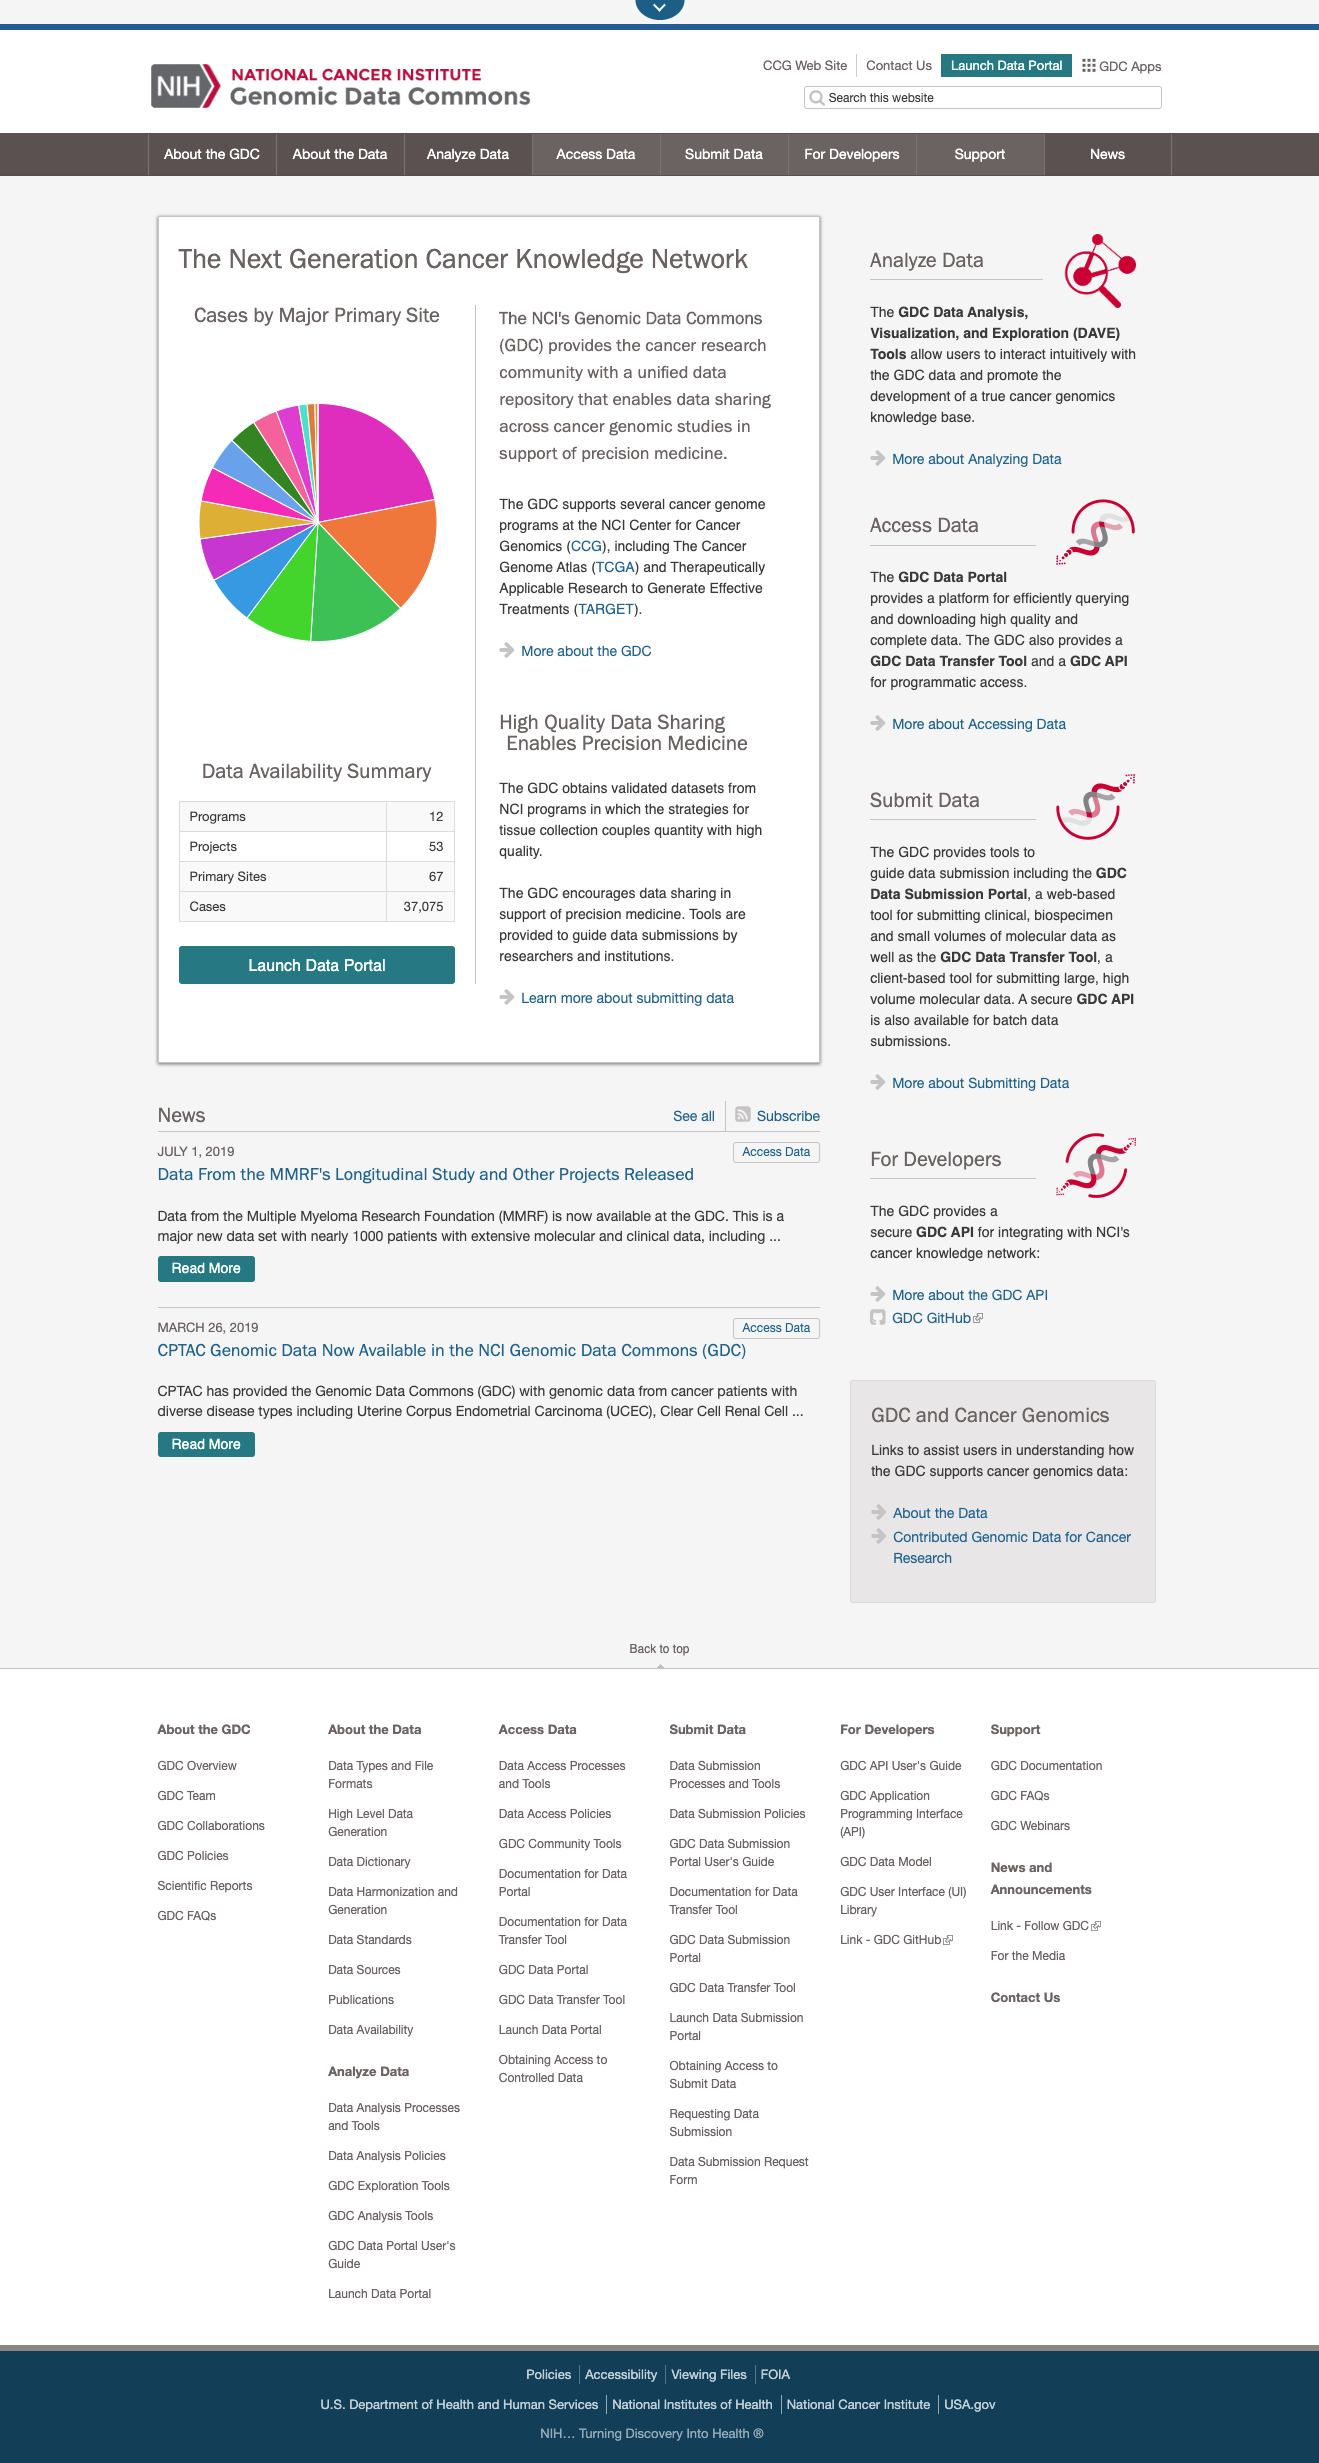 CCG Web Site
Contact Us
Launch Data Portal
GDC Apps
NIH
NATIONAL CANCER INSTITUTE
Genomic Data Commons
Search this website
About the GDC
About the Data
Analyze Data
Access Data
Submit Data
For Developers
Support
News
The Next Generation Cancer Knowledge Network
Cases by Major Primary Site
Data Availability Summary
Programs 12
Projects 53
Primary Sites 67
Cases 37,075
Launch Data Portal
The NCI's Genomic Data Commons
(GDC) provides the cancer research
community with a unified data
repository that enables data sharing
across cancer genomic studies in
support of precision medicine.
The GDC supports several cancer genome
programs at the NCI Center for Cancer
Genomics (CCG), including The Cancer
Genome Atlas (TCGA) and Therapeutically
Applicable Research to Generate Effective
Treatments (TARGET).
More about the GDC
High Quality Data Sharing
Enables Precision Medicine
The GDC obtains validated datasets from
NCI programs in which the strategies for
tissue collection couples quantity with high
quality.
The GDC encourages data sharing in
support of precision medicine. Tools are
provided to guide data submissions by
researchers and institutions.
Learn more about submitting data
Analyze Data
The GDC Data Analysis,
Visualization, and Exploration (DAVE)
Tools allow users to interact intuitively with
the GDC data and promote the
development of a true cancer genomics
knowledge base.
More about Analyzing Data
Access Data
The GDC Data Portal
provides a platform for efficiently querying
and downloading high quality and
complete data. The GDC also provides a
GDC Data Transfer Tool and a GDC API
for programmatic access.
More about Accessing Data
Submit Data
The GDC provides tools to
guide data submission including the GDC
Data Submission Portal, a web-based
tool for submitting clinical, biospecimen
and small volumes of molecular data as
well as the GDC Data Transfer Tool, a
client-based tool for submitting large, high
volume molecular data. A secure GDC API
is also available for batch data
submissions.
More about Submitting Data
For Developers
The GDC provides a
secure GDC API for integrating with NCI's
cancer knowledge network:
More about the GDC API
GDC GitHub
GDC and Cancer Genomics
Links to assist users in understanding how
the GDC supports cancer genomics data:
About the Data
Contributed Genomic Data for Cancer
Research
News
See all
Subscribe
JULY 1, 2019
Access Data
Data From the MMRF's Longitudinal Study and Other Projects Released
Data from the Multiple Myeloma Research Foundation (MMRF) is now available at the GDC. This is a
major new data set with nearly 1000 patients with extensive molecular and clinical data, including ...
Read More
MARCH 26, 2019
Access Data
CPTAC Genomic Data Now Available in the NCI Genomic Data Commons (GDC)
CPTAC has provided the Genomic Data Commons (GDC) with genomic data from cancer patients with
diverse disease types including Uterine Corpus Endometrial Carcinoma (UCEC), Clear Cell Renal Cell ...
Read More
Back to top
About the GDC
GDC Overview
GDC Team
GDC Collaborations
GDC Policies
Scientific Reports
GDC FAQs
About the Data
Data Types and File
Formats
High Level Data
Generation
Data Dictionary
Data Harmonization and
Generation
Data Standards
Data Sources
Publications
Data Availability
Analyze Data
Data Analysis Processes
and Tools
Data Analysis Policies
GDC Exploration Tools
GDC Analysis Tools
GDC Data Portal User's
Guide
Launch Data Portal
Access Data
Data Access Processes
and Tools
Data Access Policies
GDC Community Tools
Documentation for Data
Portal
Documentation for Data
Transfer Tool
GDC Data Portal
GDC Data Transfer Tool
Launch Data Portal
Obtaining Access to
Controlled Data
Submit Data
Data Submission
Processes and Tools
Data Submission Policies
GDC Data Submission
Portal User's Guide
Documentation for Data
Transfer Tool
GDC Data Submission
Portal
GDC Data Transfer Tool
Launch Data Submission
Portal
Obtaining Access to
Submit Data
Requesting Data
Submission
Data Submission Request
Form
For Developers
GDC API User's Guide
GDC Application
Programming Interface
(API)
GDC Data Model
GDC User Interface (UI)
Library
Link - GDC GitHub
Support
GDC Documentation
GDC FAQs
GDC Webinars
News and
Announcements
Link - Follow GDC
For the Media
Contact Us
Policies
Accessibility
Viewing Files
FOIA
U.S. Department of Health and Human Services
National Institutes of Health
National Cancer Institute
USA.gov
NIH… Turning Discovery Into Health ®